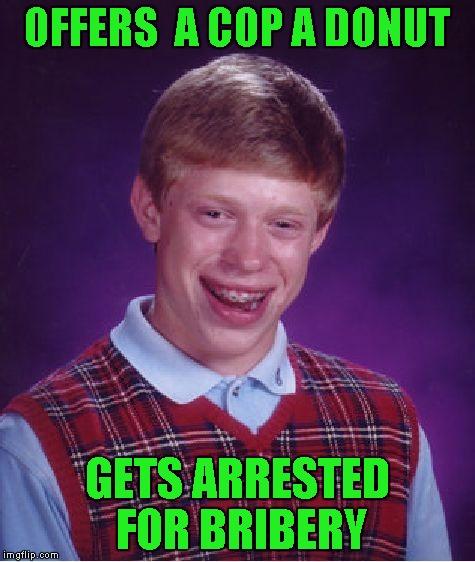 OFFERS A COP A DONUT
GETS ARRESTED
FOR BRIBERY
imgflip.com